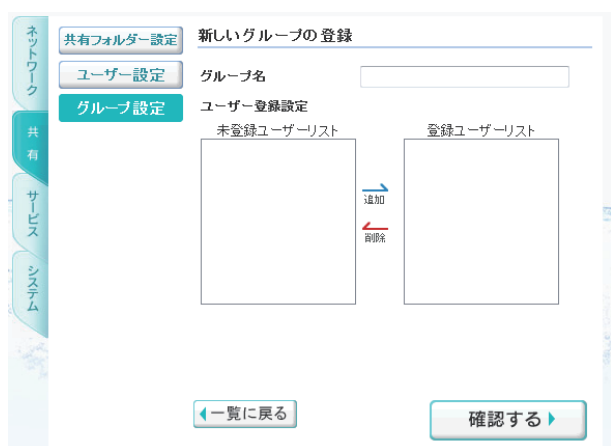 ネットワーク
共有
サービス
システム
共有フォルダー設定
ユーザー設定
グループ設定
新しいグループの登録
グループ名
ユーザー登録設定
未登録ユーザーリスト
登録ユーザーリスト
追加
削除
一覧に戻る
確認する